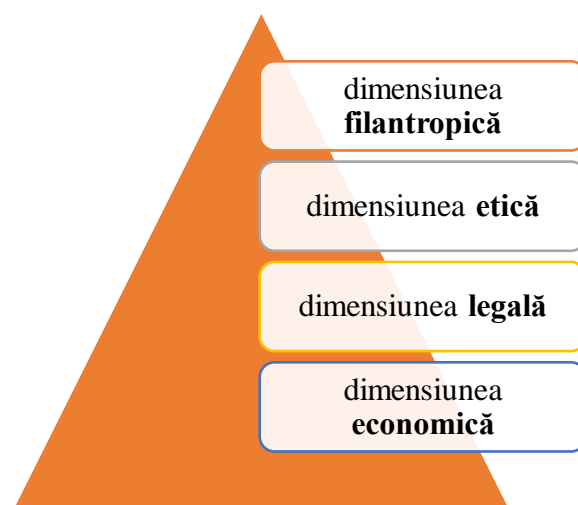 dimensiunea
filantropică
dimensiunea etică
dimensiunea legală
dimensiunea
economică